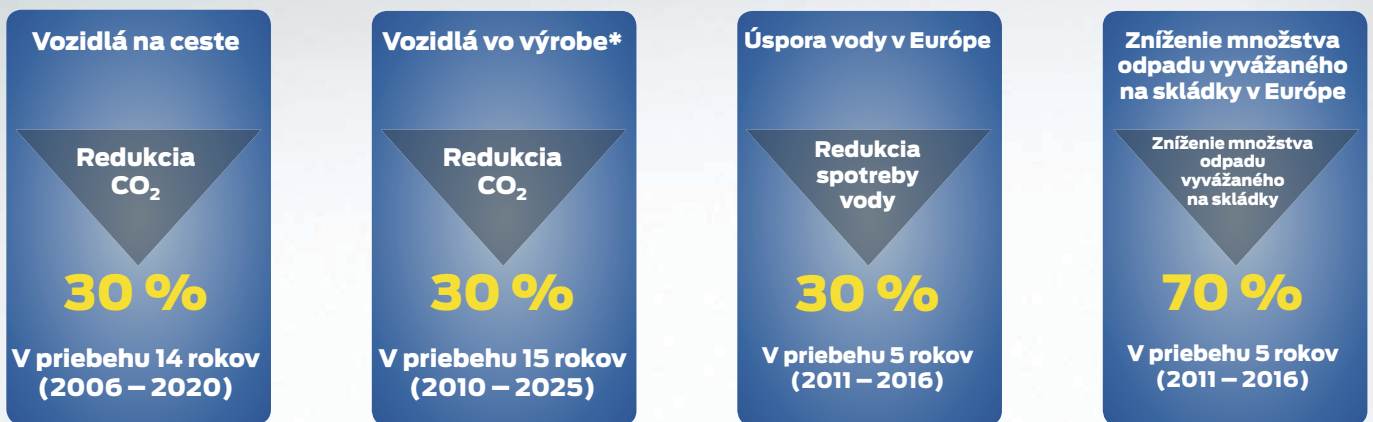 Vozidlá na ceste
Redukcia
CO₂
30 %
V priebehu 14 rokov
(2006 – 2020)
Vozidlá vo výrobe*
Redukcia
CO₂
30 %
V priebehu 15 rokov
(2010 – 2025)
Úspora vody v Európe
Redukcia
spotreby
vody
30 %
V priebehu 5 rokov
(2011 – 2016)
Zníženie množstva
odpadu vyvážaného
na skládky v Európe
Zníženie množstva
odpadu
vyvážaného
na skládky
70 %
V priebehu 5 rokov
(2011 – 2016)